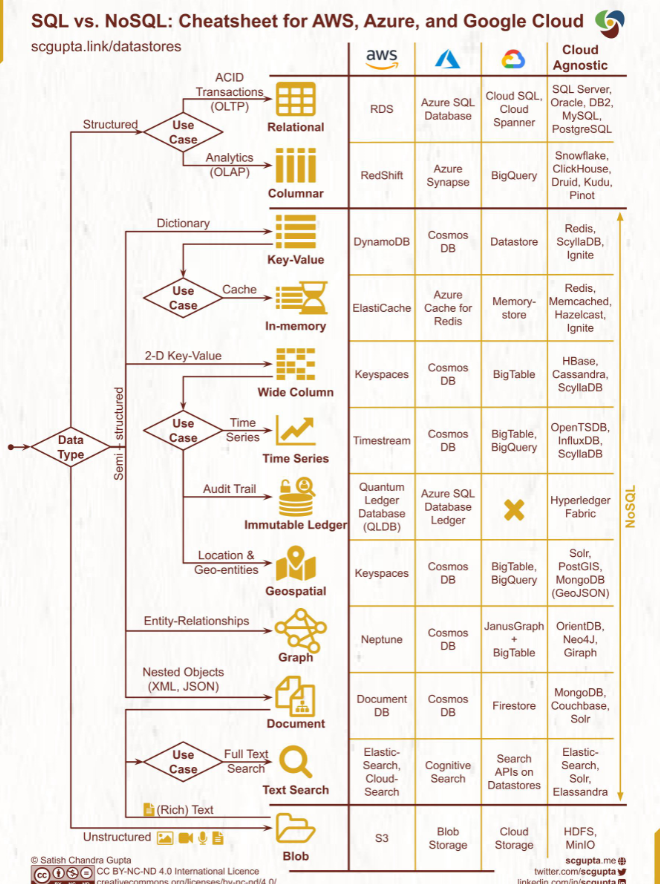 SQL vs. NoSQL: Cheatsheet for AWS, Azure, and Google Cloud
scgupta.link/datastores
aws
Cloud
Agnostic
Structured
Use
Case
ACID
Transactions
(OLTP)
Relational
RDS
Azure SQL
Database
Cloud SQL,
Cloud
Spanner
SQL Server,
Oracle, DB2,
MySQL,
PostgreSQL
Analytics
(OLAP)
Columnar
RedShift
Azure
Synapse
BigQuery
Snowflake,
ClickHouse,
Druid, Kudu,
Pinot
Dictionary
Key-Value
DynamoDB
Cosmos
DB
Datastore
Redis,
ScyllaDB,
Ignite
Use
Case
Cache
In-memory
ElastiCache
Azure
Cache for
Redis
Memory-
store
Redis,
Memcached,
Hazelcast,
Ignite
2-D Key-Value
Wide Column
Keyspaces
Cosmos
DB
BigTable
HBase,
Cassandra,
ScyllaDB
Data
Type
Semi - structured
Use
Case
Time
Series
Time Series
Timestream
Cosmos
DB
BigTable,
BigQuery
OpenTSDB,
InfluxDB,
ScyllaDB
Audit Trail
Immutable Ledger
Quantum
Ledger
Database
(QLDB)
Azure SQL
Database
Ledger
Hyperledger
Fabric
NoSQL
Location &
Geo-entities
Geospatial
Keyspaces
Cosmos
DB
BigTable,
BigQuery
Solr,
PostGIS,
MongoDB
(GeoJSON)
Entity-Relationships
Graph
Neptune
Cosmos
DB
JanusGraph
+
BigTable
OrientDB,
Neo4J,
Giraph
Nested Objects
(XML, JSON)
Document
Document
DB
Cosmos
DB
Firestore
MongoDB,
Couchbase,
Solr
Use
Case
Full Text
Search
Text Search
Elastic-
Search,
Cloud-
Search
Cognitive
Search
Search
APIs on
Datastores
Elastic-
Search,
Solr,
Elassandra
(Rich) Text
Unstructured
Blob
S3
Blob
Storage
Cloud
Storage
HDFS,
MinIO
© Satish Chandra Gupta
CC BY-NC-ND 4.0 International Licence
creativecommons.org/licenses/by-nc-nd/4.0/
scgupta.me
twitter.com/scgupta
linkedin.com/in/scgupta